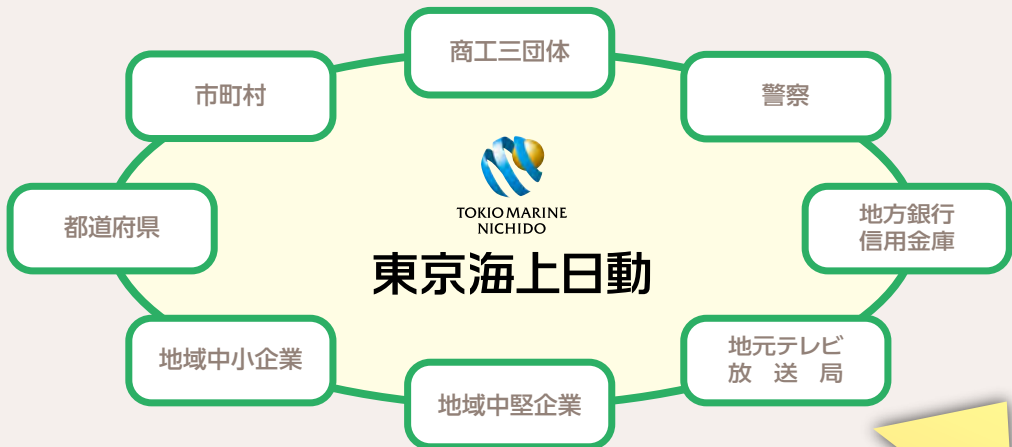 商工三団体
市町村
警察
TOKIO MARINE
NICHIDO
東京海上日動
都道府県
地方銀行
信用金庫
地域中小企業
地元テレビ
放送局
地域中堅企業